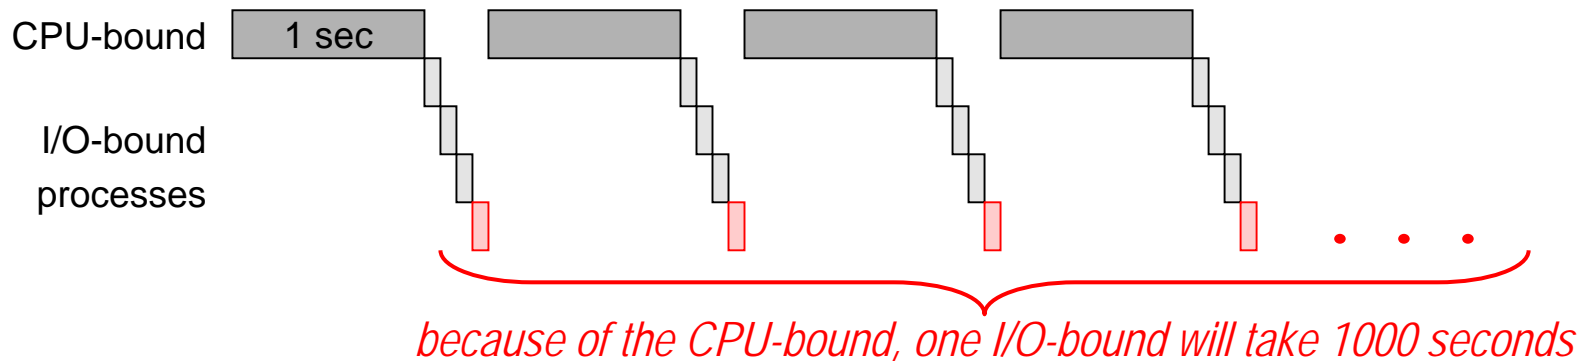 CPU-bound
1 sec
I/O-bound
processes
because of the CPU-bound, one I/O-bound will take 1000 seconds